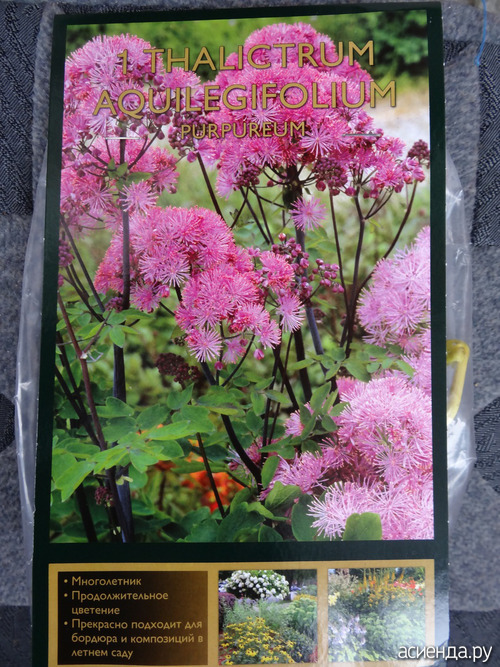 1 THALICTRUM
AQUILEGIFOLIUM
PURPUREUM
• Многолетник
• Продолжительное
цветение
• Прекрасно подходит для
бордюра и композиций в
летнем саду
асиенда.ру